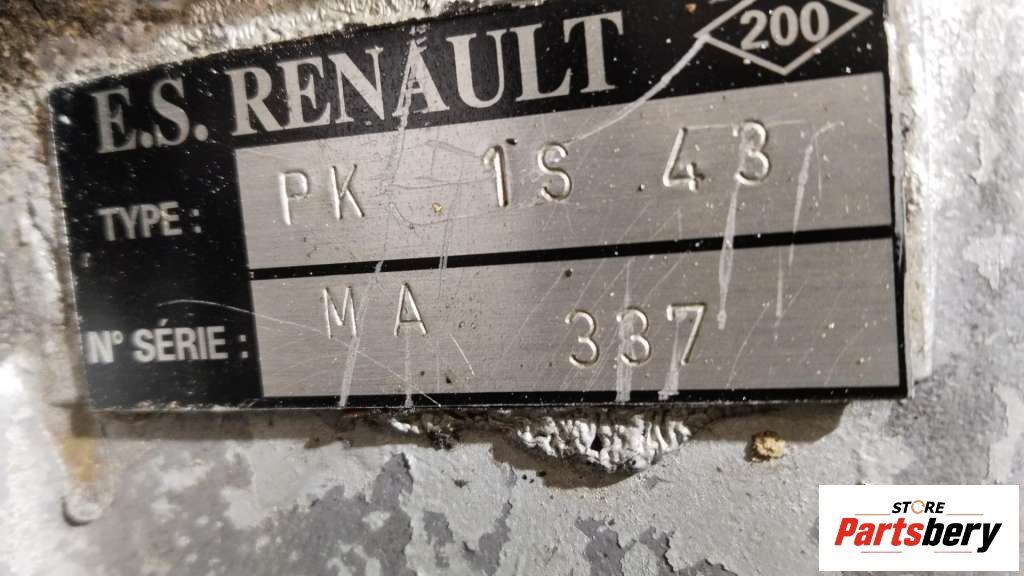 E.S. RENAULT
200
TYPE :
PK 1S 43
N° SÉRIE :
MA 337
STORE
Partsbery